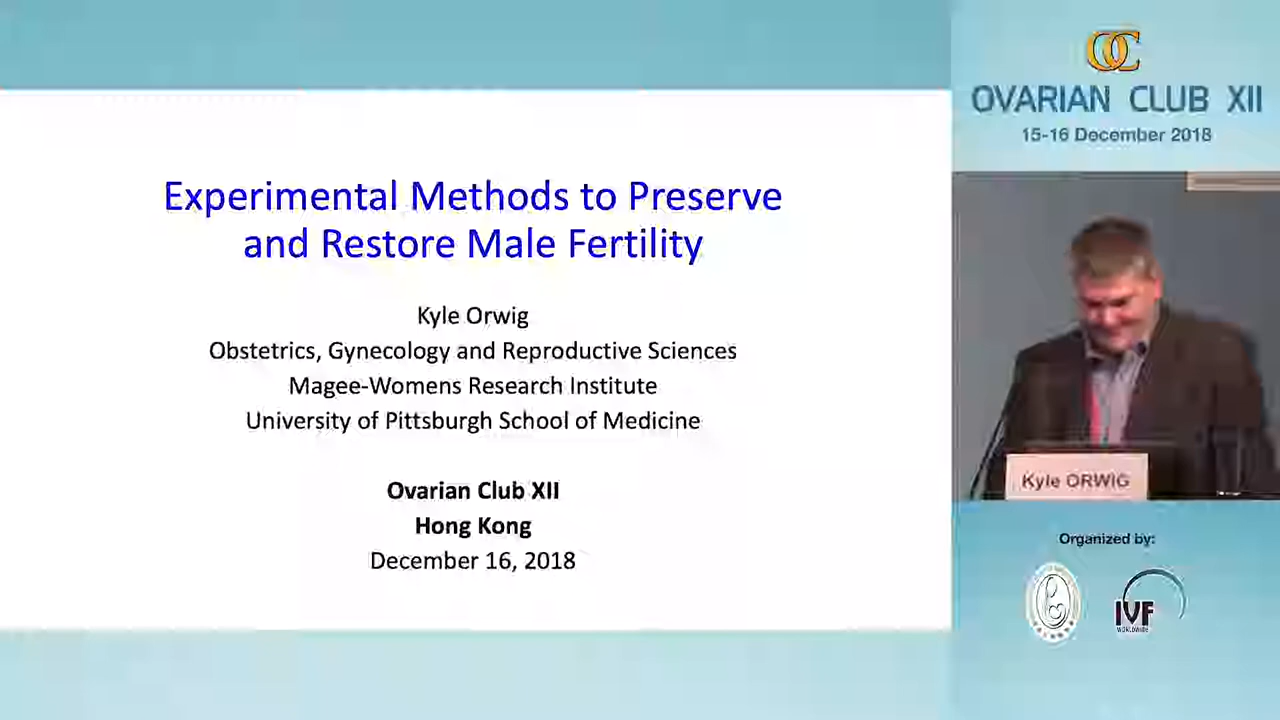 Experimental Methods to Preserve
and Restore Male Fertility
Kyle Orwig
Obstetrics, Gynecology and Reproductive Sciences
Magee-Womens Research Institute
University of Pittsburgh School of Medicine
Ovarian Club XII
Hong Kong
December 16, 2018
OC
OVARIAN CLUB XII
15-16 December 2018
Kyle ORWIG
Organized by:
IVF
WORLDWIDE